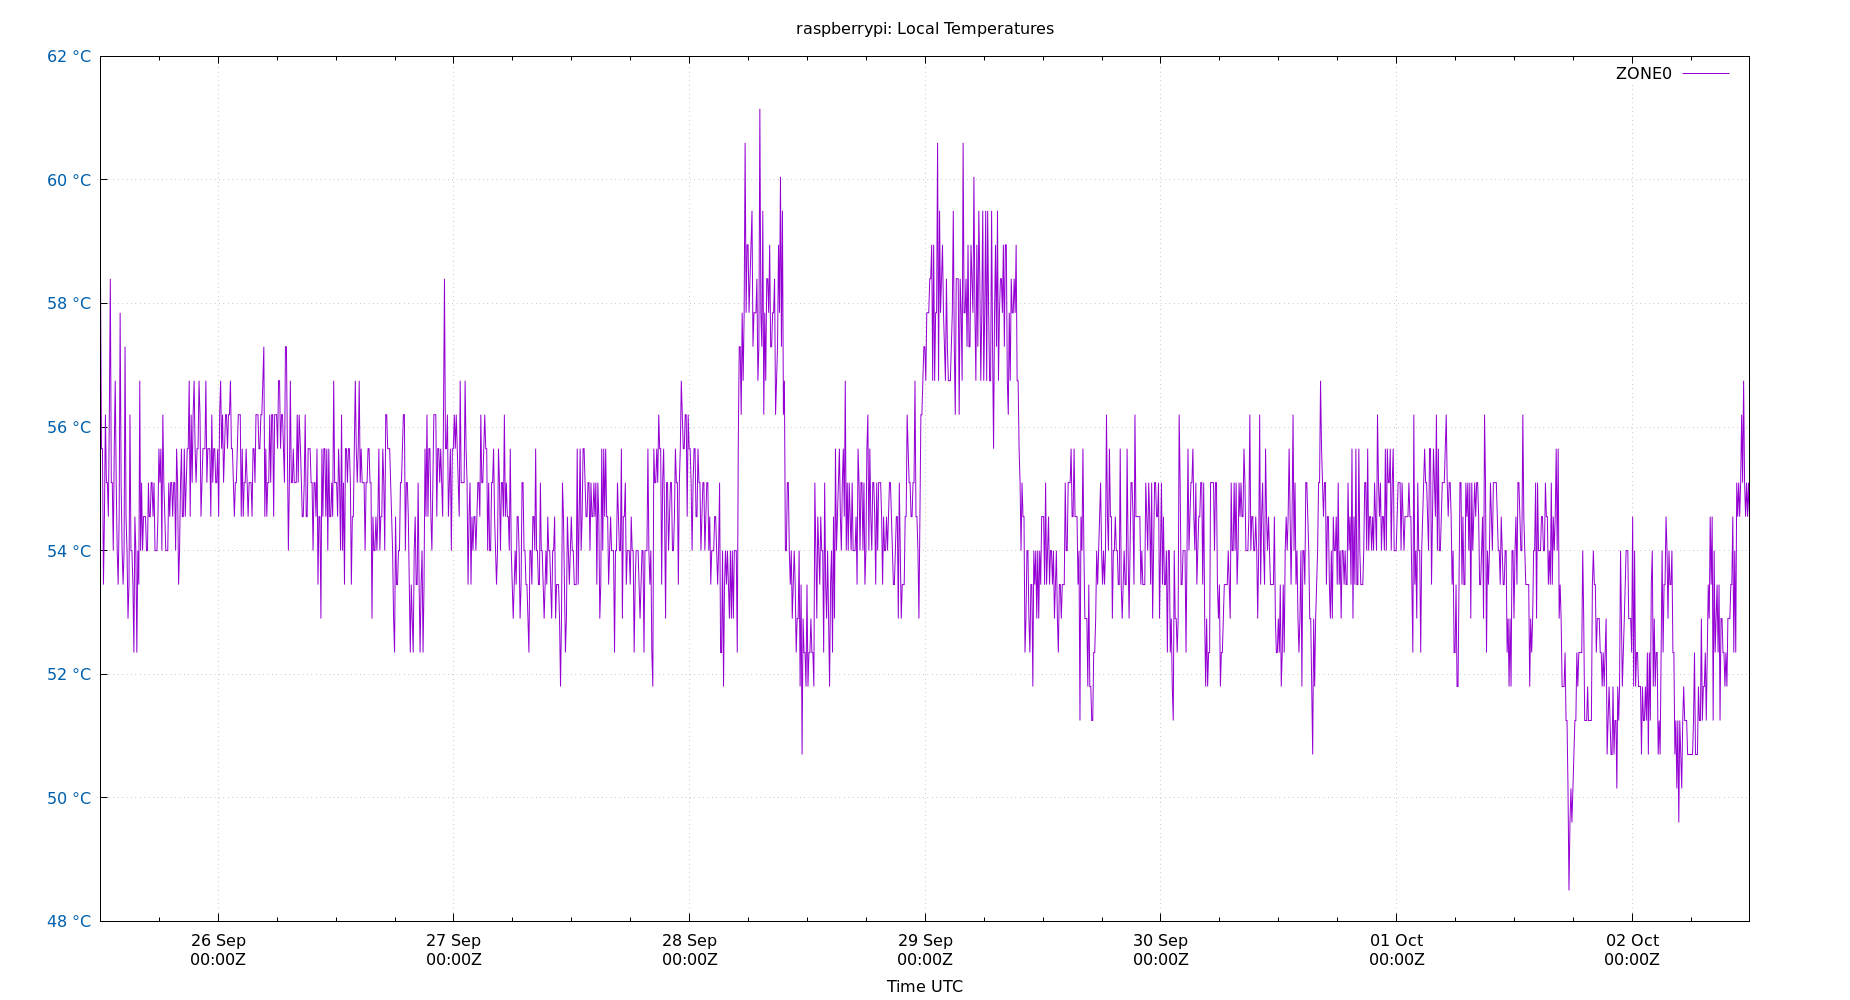 raspberrypi: Local Temperatures
62 °C
ZONE0
60 °C
58 °C
56 °C
54 °C
52 °C
50 °C
48 °C
26 Sep 27 Sep 28 Sep 29 Sep 30 Sep 01 Oct 02 Oct
00:00Z 00:00Z 00:00Z 00:00Z 00:00Z 00:00Z 00:00Z
Time UTC